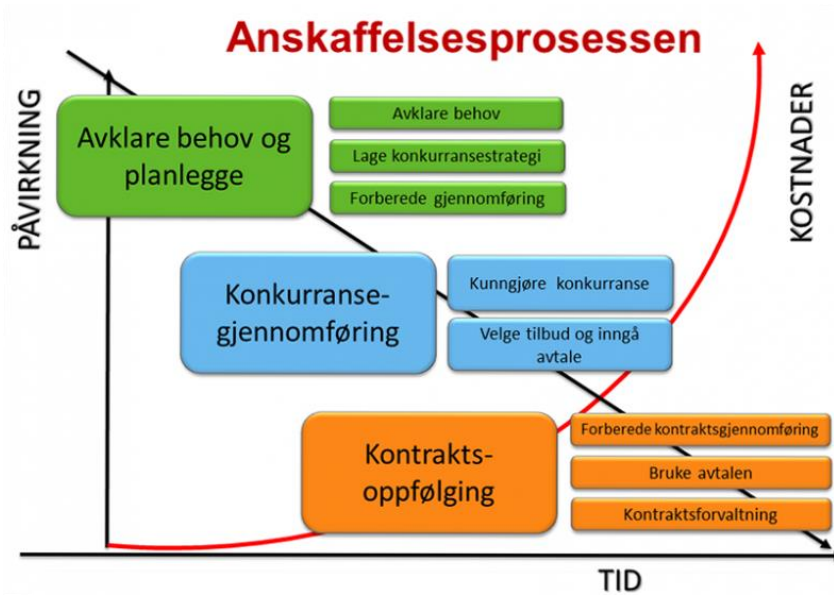 Anskaffelsesprosessen
PÅVIRKNING
KOSTNADER
Avklare behov og
planlegge
Avklare behov
Lage konkurransestrategi
Forberede gjennomføring
Konkurranse-
gjennomføring
Kunngjøre konkurranse
Velge tilbud og inngå
avtale
Kontrakts-
oppfølging
Forberede kontraktsgjennomføring
Bruke avtalen
Kontraktsforvaltning
TID